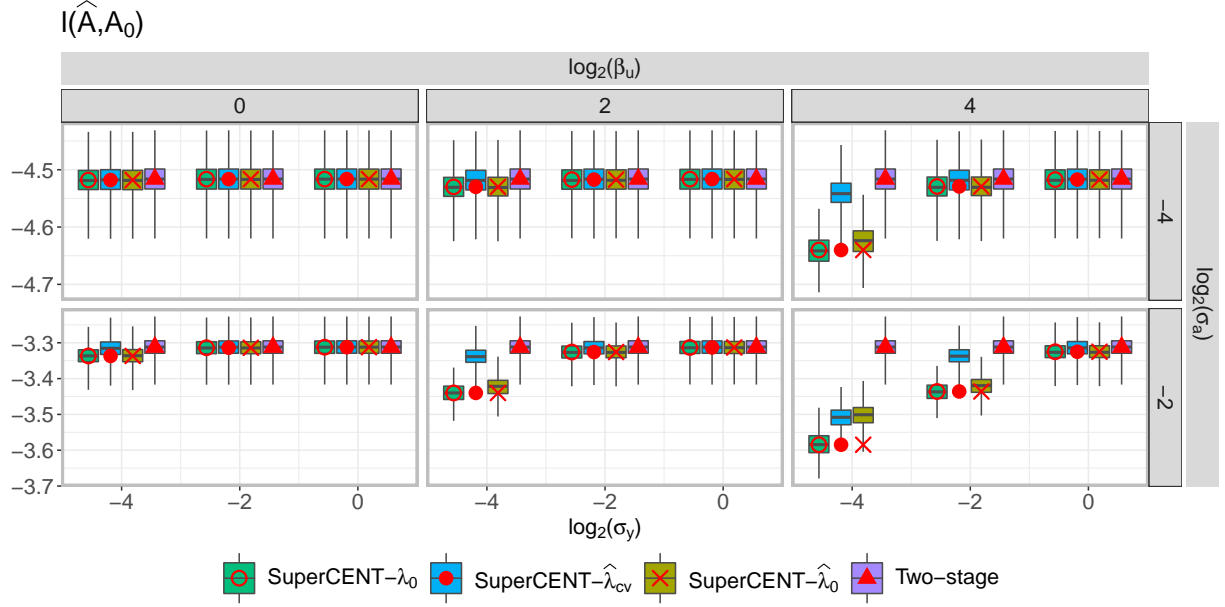 l(Â,A₀)
log₂(βᵤ)
0 2 4
−4.5
−4.6
−4.7
−4
−3.3
−3.4
−3.5
−3.6
−3.7
−2
log₂(σₐ)
−4 −2 0 −4 −2 0 −4 −2 0
log₂(σᵧ)
SuperCENT−λ₀ SuperCENT−λ̂cv SuperCENT−λ̂₀ Two−stage